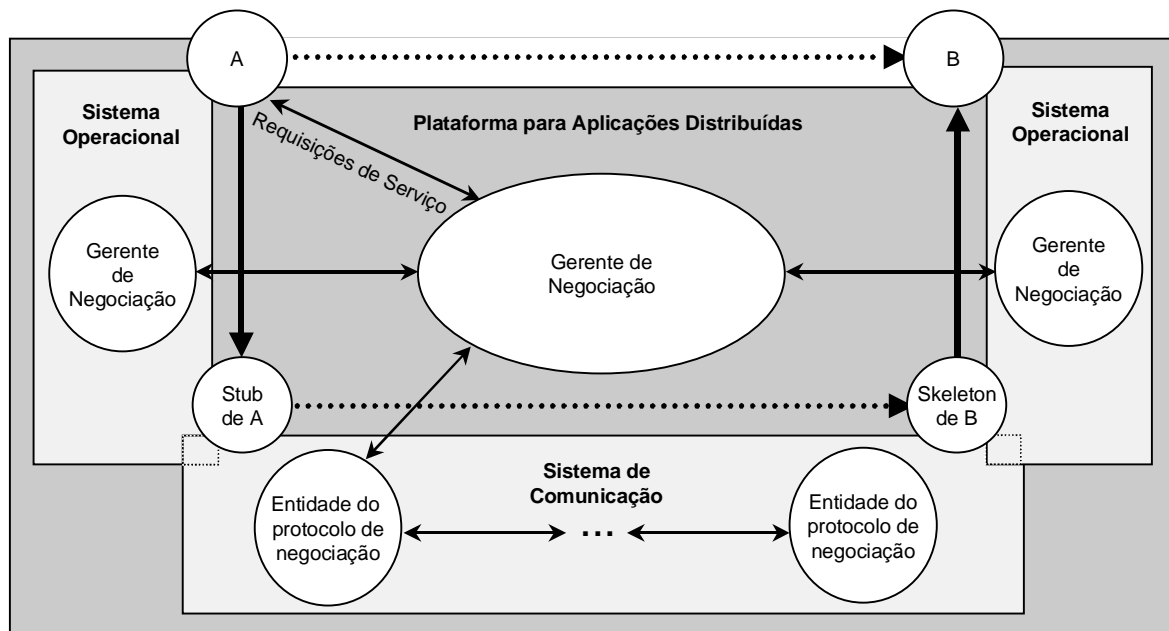 A
B
Sistema
Operacional
Plataforma para Aplicações Distribuídas
Sistema
Operacional
Requisições de Serviço
Gerente
de
Negociação
Gerente de
Negociação
Gerente
de
Negociação
Stub
de A
Skeleton
de B
Sistema de
Comunicação
Entidade do
protocolo de
negociação
...
Entidade do
protocolo de
negociação